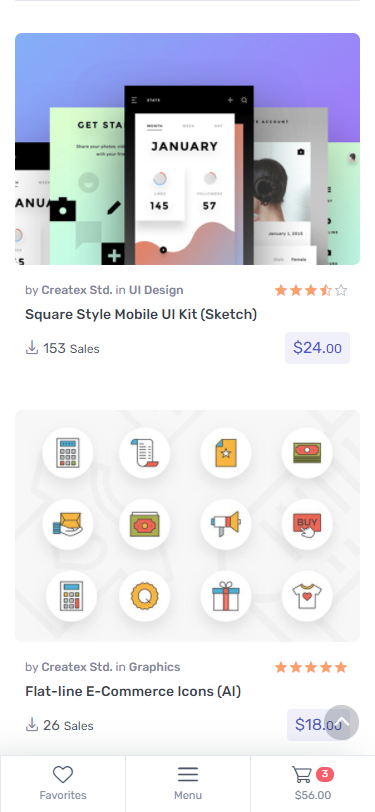 GET STA
STATS
ACCOUNT
Share your photos, vide
with your line
MONTH WEEK DAY
JANUARY
ANUA
LIKES FOLLOWERS
145 57
January 1, 2015
Male Female
by Createx Std. in UI Design
Square Style Mobile UI Kit (Sketch)
153 Sales
$24.00
BUY
by Createx Std. in Graphics
Flat-line E-Commerce Icons (AI)
26 Sales
$18.00
3
Favorites
Menu
$56.00